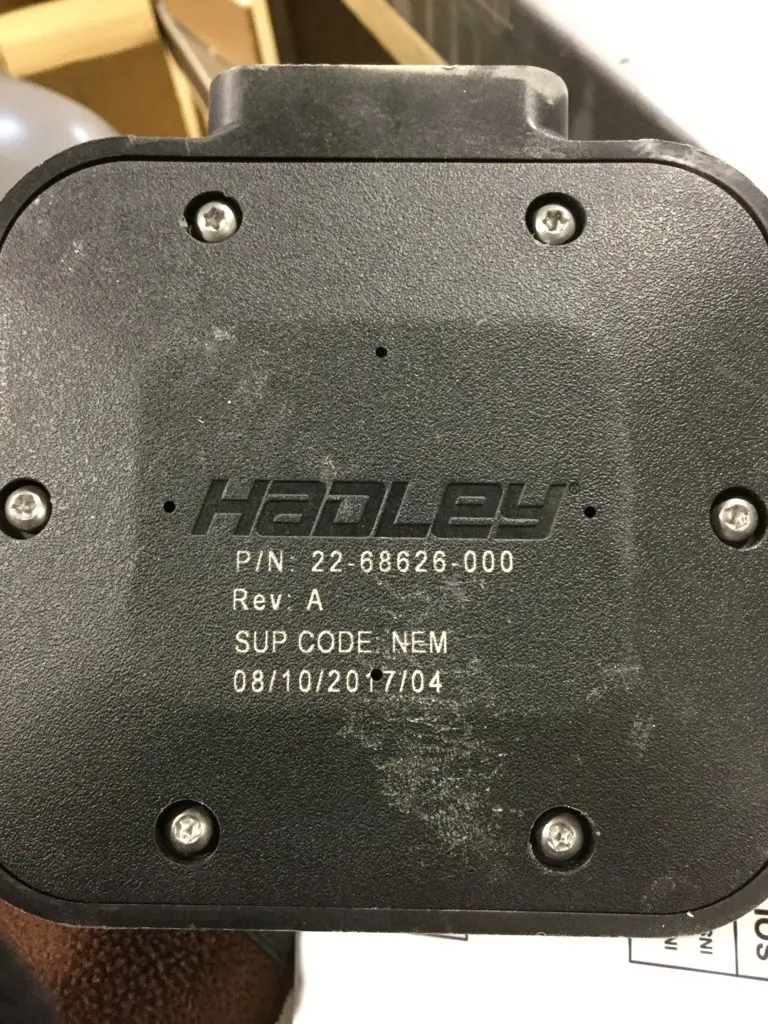 HADLEY®
P/N: 22-68626-000
Rev: A
SUP CODE: NEM
08/10/2017/04